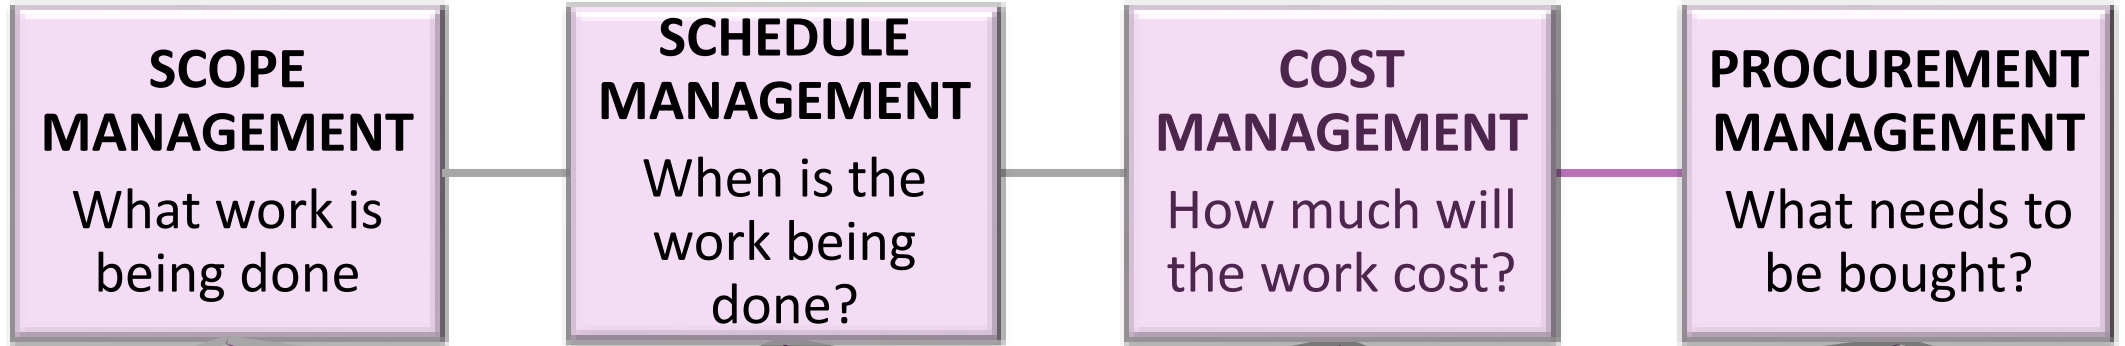 SCOPE
MANAGEMENT
What work is
being done
SCHEDULE
MANAGEMENT
When is the
work being
done?
COST
MANAGEMENT
How much will
the work cost?
PROCUREMENT
MANAGEMENT
What needs to
be bought?